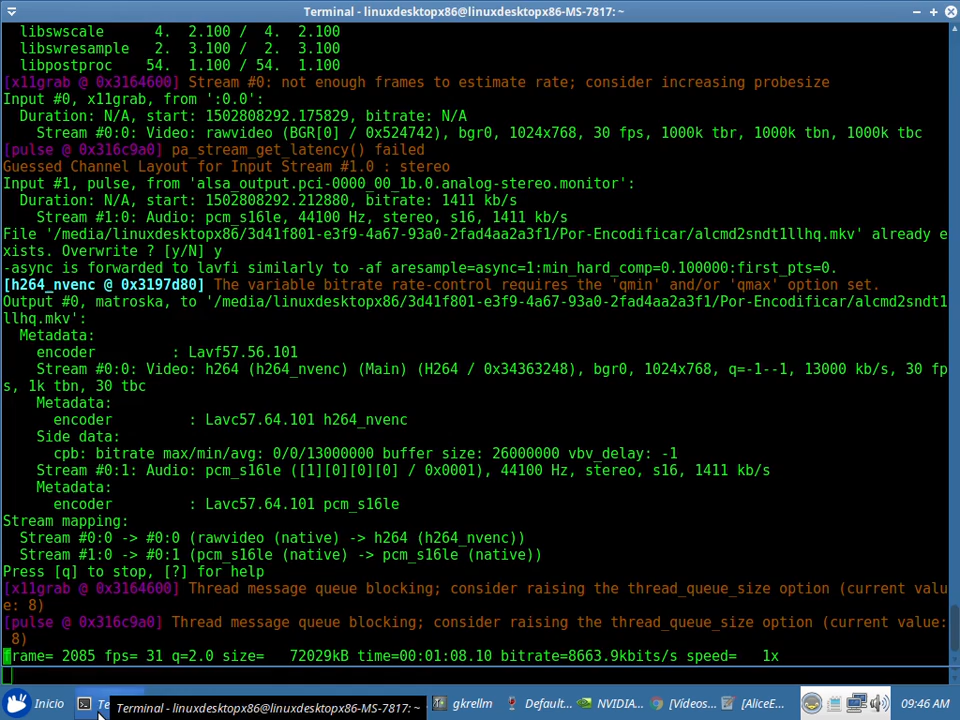 Terminal - linuxdesktopx86@linuxdesktopx86-MS-7817: ~
libswscale 4. 2.100 / 4. 2.100
libswresample 2. 3.100 / 2. 3.100
libpostproc 54. 1.100 / 54. 1.100
[x11grab @ 0x3164600] Stream #0: not enough frames to estimate rate; consider increasing probesize
Input #0, x11grab, from ':0.0':
Duration: N/A, start: 1502808292.175829, bitrate: N/A
Stream #0:0: Video: rawvideo (BGR[0] / 0x524742), bgr0, 1024x768, 30 fps, 1000k tbr, 1000k tbn, 1000k tbc
[pulse @ 0x316c9a0] pa_stream_get_latency() failed
Guessed Channel Layout for Input Stream #1.0 : stereo
Input #1, pulse, from 'alsa_output.pci-0000_00_1b.0.analog-stereo.monitor':
Duration: N/A, start: 1502808292.212880, bitrate: 1411 kb/s
Stream #1:0: Audio: pcm_s16le, 44100 Hz, stereo, s16, 1411 kb/s
File '/media/linuxdesktopx86/3d41f801-e3f9-4a67-93a0-2fad4aa2a3f1/Por-Encodificar/alcmd2sndt1llhq.mkv' already e
xists. Overwrite ? [y/N] y
-async is forwarded to lavfi similarly to -af aresample=async=1:min_hard_comp=0.100000:first_pts=0.
[h264_nvenc @ 0x3197d80] The variable bitrate rate-control requires the 'qmin' and/or 'qmax' option set.
Output #0, matroska, to '/media/linuxdesktopx86/3d41f801-e3f9-4a67-93a0-2fad4aa2a3f1/Por-Encodificar/alcmd2sndt1
llhq.mkv':
Metadata:
encoder : Lavf57.56.101
Stream #0:0: Video: h264 (h264_nvenc) (Main) (H264 / 0x34363248), bgr0, 1024x768, q=-1--1, 13000 kb/s, 30 fp
s, 1k tbn, 30 tbc
Metadata:
encoder : Lavc57.64.101 h264_nvenc
Side data:
cpb: bitrate max/min/avg: 0/0/13000000 buffer size: 26000000 vbv_delay: -1
Stream #0:1: Audio: pcm_s16le ([1][0][0][0] / 0x0001), 44100 Hz, stereo, s16, 1411 kb/s
Metadata:
encoder : Lavc57.64.101 pcm_s16le
Stream mapping:
Stream #0:0 -> #0:0 (rawvideo (native) -> h264 (h264_nvenc))
Stream #1:0 -> #0:1 (pcm_s16le (native) -> pcm_s16le (native))
Press [q] to stop, [?] for help
[x11grab @ 0x3164600] Thread message queue blocking; consider raising the thread_queue_size option (current valu
e: 8)
[pulse @ 0x316c9a0] Thread message queue blocking; consider raising the thread_queue_size option (current value:
8)
frame= 2085 fps= 31 q=2.0 size= 72029kB time=00:01:08.10 bitrate=8663.9kbits/s speed= 1x
Inicio Te Terminal - linuxdesktopx86@linuxdesktopx86-MS-7817: ~ gkrellm Default... NVIDIA... [Vídeos... [AliceE... 09:46 AM